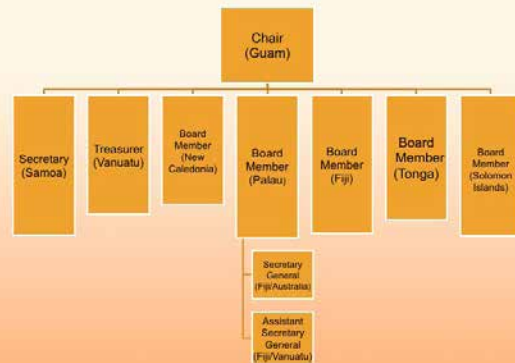 Chair
(Guam)
Secretary
(Samoa)
Treasurer
(Vanuatu)
Board
Member
(New
Caledonia)
Board
Member
(Palau)
Board
Member
(Fiji)
Board
Member
(Tonga)
Board
Member
(Solomon
Islands)
Secretary
General
(Fiji/Australia)
Assistant
Secretary
General
(Fiji/Vanuatu)